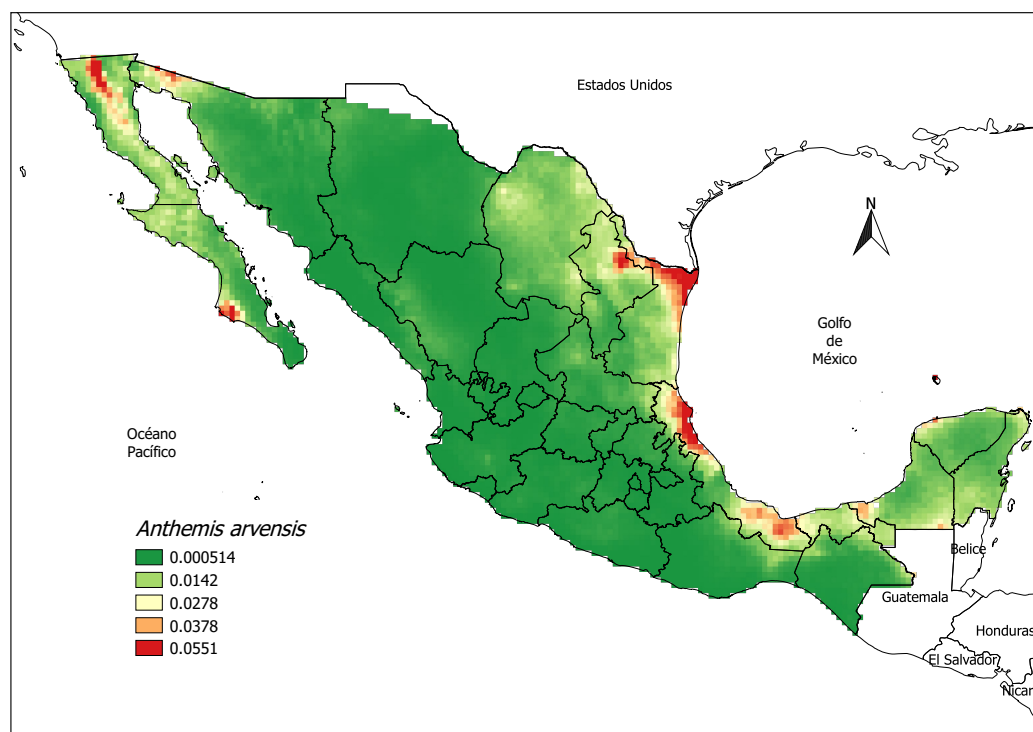 Estados Unidos
N
Golfo
de
México
Océano
Pacífico
Anthemis arvensis
0.000514
0.0142
0.0278
0.0378
0.0551
Belice
Guatemala
Honduras
El Salvador
Nicar